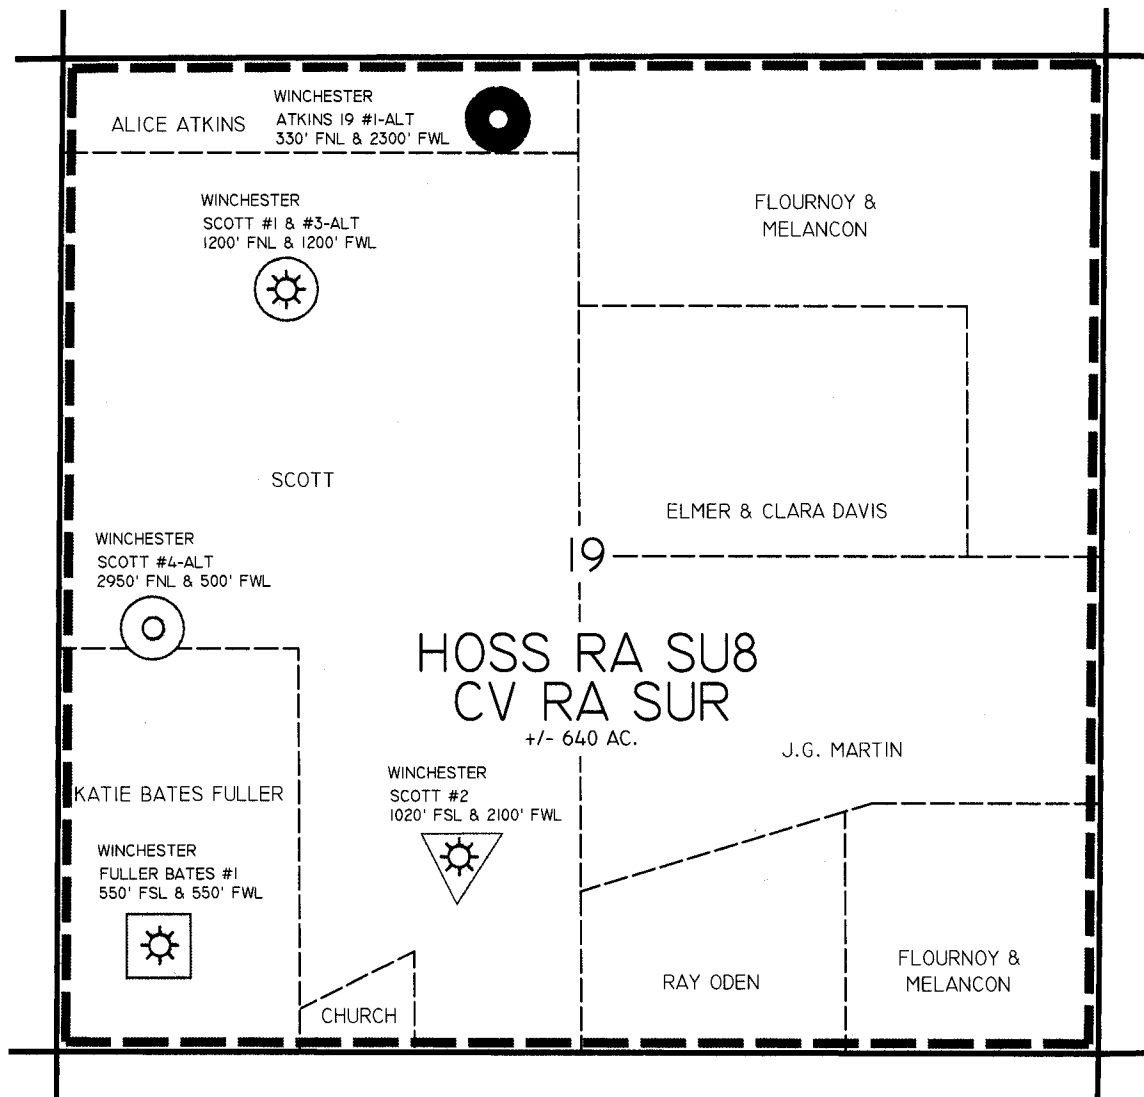 WINCHESTER
ATKINS 19 #1-ALT
330' FNL & 2300' FWL
ALICE ATKINS
WINCHESTER
SCOTT #1 & #3-ALT
1200' FNL & 1200' FWL
FLOURNOY &
MELANCON
SCOTT
ELMER & CLARA DAVIS
WINCHESTER
SCOTT #4-ALT
2950' FNL & 500' FWL
19
HOSS RA SU8
CV RA SUR
+/- 640 AC.
J.G. MARTIN
KATIE BATES FULLER
WINCHESTER
SCOTT #2
1020' FSL & 2100' FWL
WINCHESTER
FULLER BATES #1
550' FSL & 550' FWL
RAY ODEN
FLOURNOY &
MELANCON
CHURCH